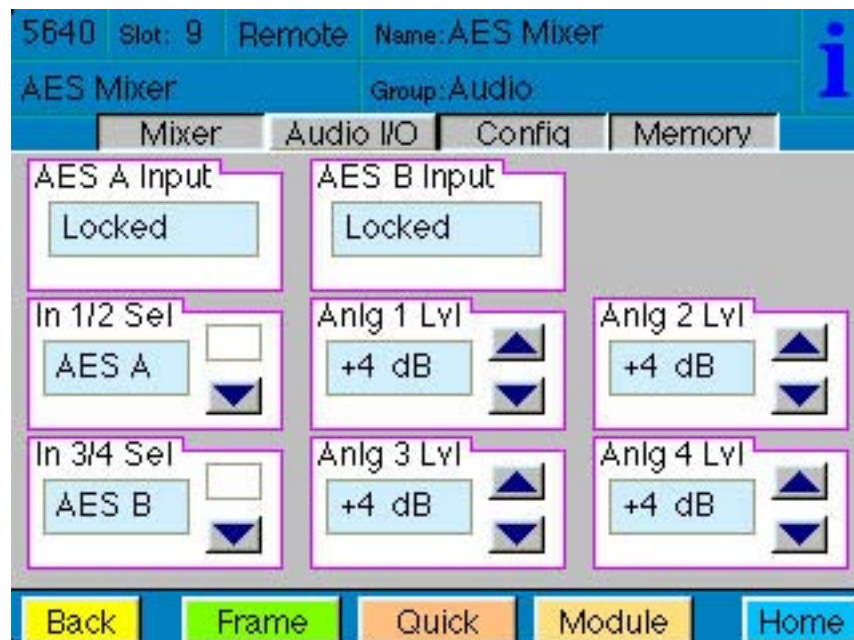 5640 Slot: 9 Remote Name: AES Mixer
AES Mixer Group: Audio
i
Mixer Audio I/O Config Memory
AES A Input AES B Input
Locked Locked
In 1/2 Sel Anlg 1 Lvl Anlg 2 Lvl
AES A +4 dB +4 dB
In 3/4 Sel Anlg 3 Lvl Anlg 4 Lvl
AES B +4 dB +4 dB
Back Frame Quick Module Home